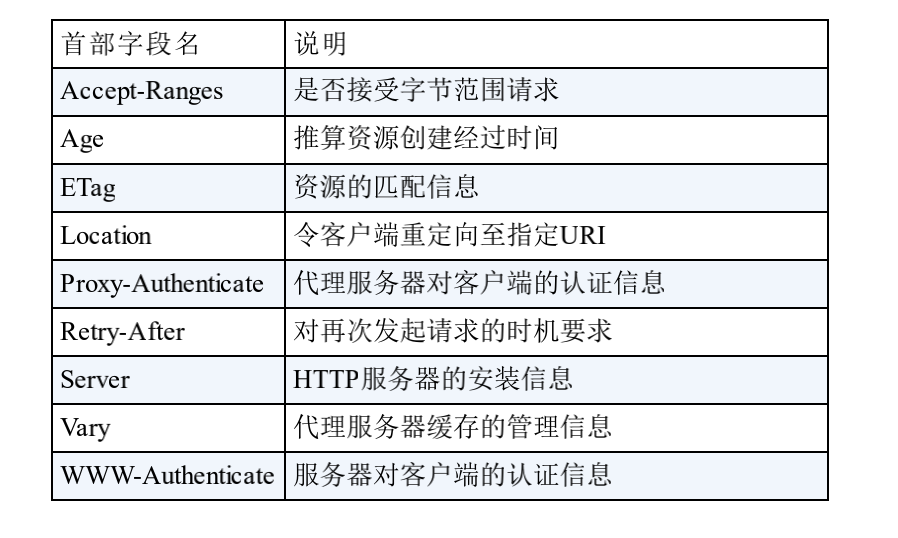 首部字段名 说明
Accept-Ranges 是否接受字节范围请求
Age 推算资源创建经过时间
ETag 资源的匹配信息
Location 令客户端重定向至指定URI
Proxy-Authenticate 代理服务器对客户端的认证信息
Retry-After 对再次发起请求的时机要求
Server HTTP服务器的安装信息
Vary 代理服务器缓存的管理信息
WWW-Authenticate 服务器对客户端的认证信息